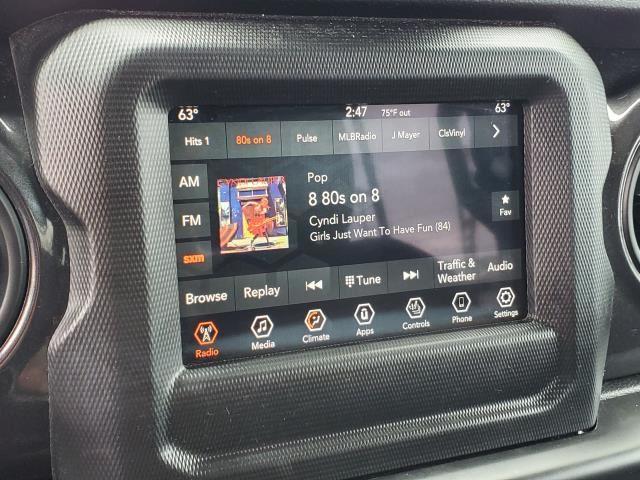 63° 2:47 75°F out 63°
Hits 1 80s on 8 Pulse MLBRadio J Mayer ClsVinyl
AM
FM
sxm
Pop
8 80s on 8
Cyndi Lauper
Girls Just Want To Have Fun (84)
Fav
Browse Replay Tune Traffic & Weather Audio
Radio Media Climate Apps Controls Phone Settings